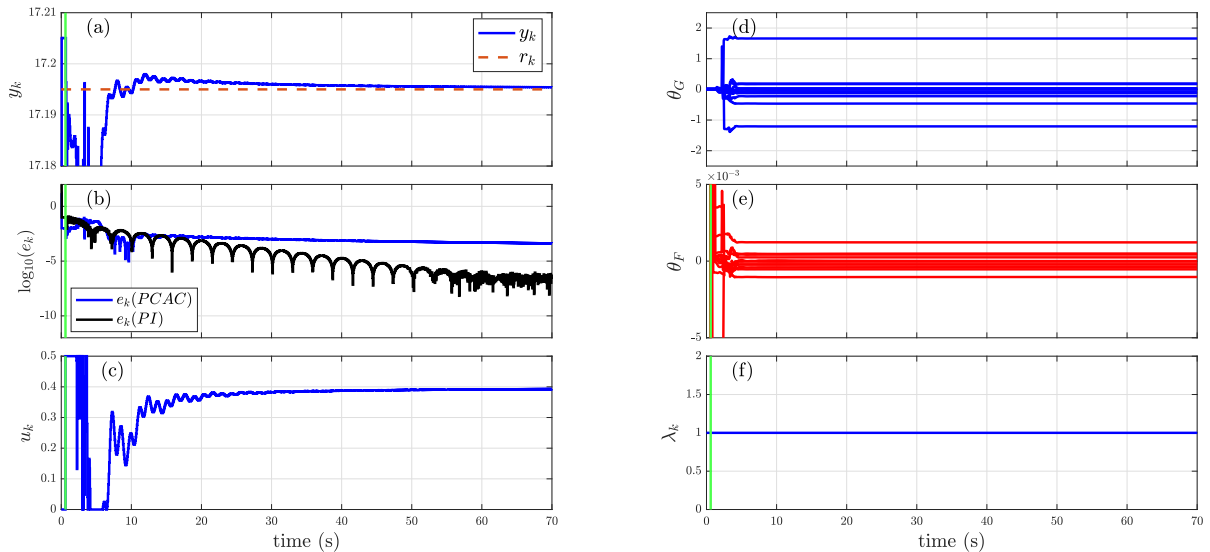 17.21
17.2
17.19
17.18
y_k
(a)
y_k
r_k
0
-5
-10
log₁₀(e_k)
(b)
e_k(PCAC)
e_k(PI)
0.5
0.4
0.3
0.2
0.1
0
u_k
(c)
0 10 20 30 40 50 60 70
time (s)
2
1
0
-1
-2
θ_G
(d)
×10⁻³
5
0
-5
θ_F
(e)
2
1.5
1
0.5
0
λ_k
(f)
0 10 20 30 40 50 60 70
time (s)